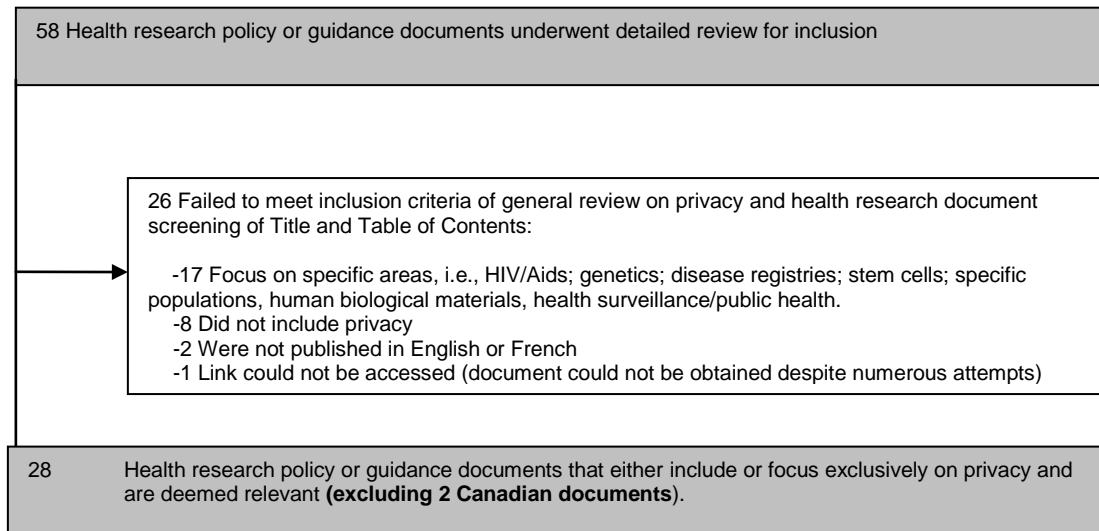 58 Health research policy or guidance documents underwent detailed review for inclusion
26 Failed to meet inclusion criteria of general review on privacy and health research document
screening of Title and Table of Contents:
-17 Focus on specific areas, i.e., HIV/Aids; genetics; disease registries; stem cells; specific
populations, human biological materials, health surveillance/public health.
-8 Did not include privacy
-2 Were not published in English or French
-1 Link could not be accessed (document could not be obtained despite numerous attempts)
28 Health research policy or guidance documents that either include or focus exclusively on privacy and
are deemed relevant (excluding 2 Canadian documents).